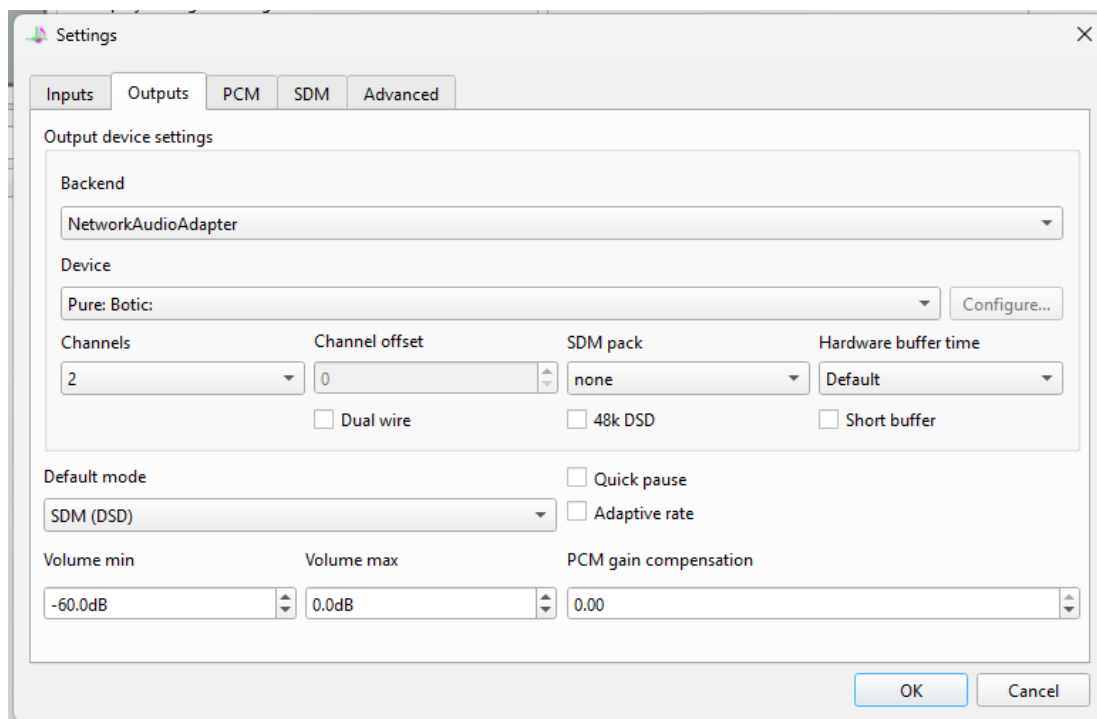 Settings
Inputs Outputs PCM SDM Advanced
Output device settings
Backend
NetworkAudioAdapter
Device
Pure: Botic: Configure...
Channels Channel offset SDM pack Hardware buffer time
2 0 none Default
Dual wire 48k DSD Short buffer
Default mode Quick pause
SDM (DSD) Adaptive rate
Volume min Volume max PCM gain compensation
-60.0dB 0.0dB 0.00
OK Cancel